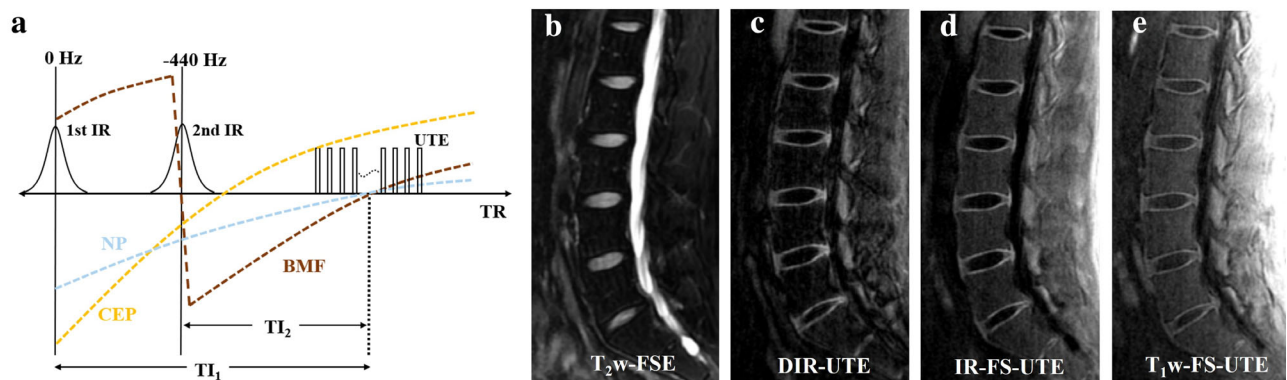 a
0 Hz
-440 Hz
1st IR
2nd IR
UTE
TR
NP
BMF
CEP
TI₂
TI₁
b
T₂w-FSE
c
DIR-UTE
d
IR-FS-UTE
e
T₁w-FS-UTE